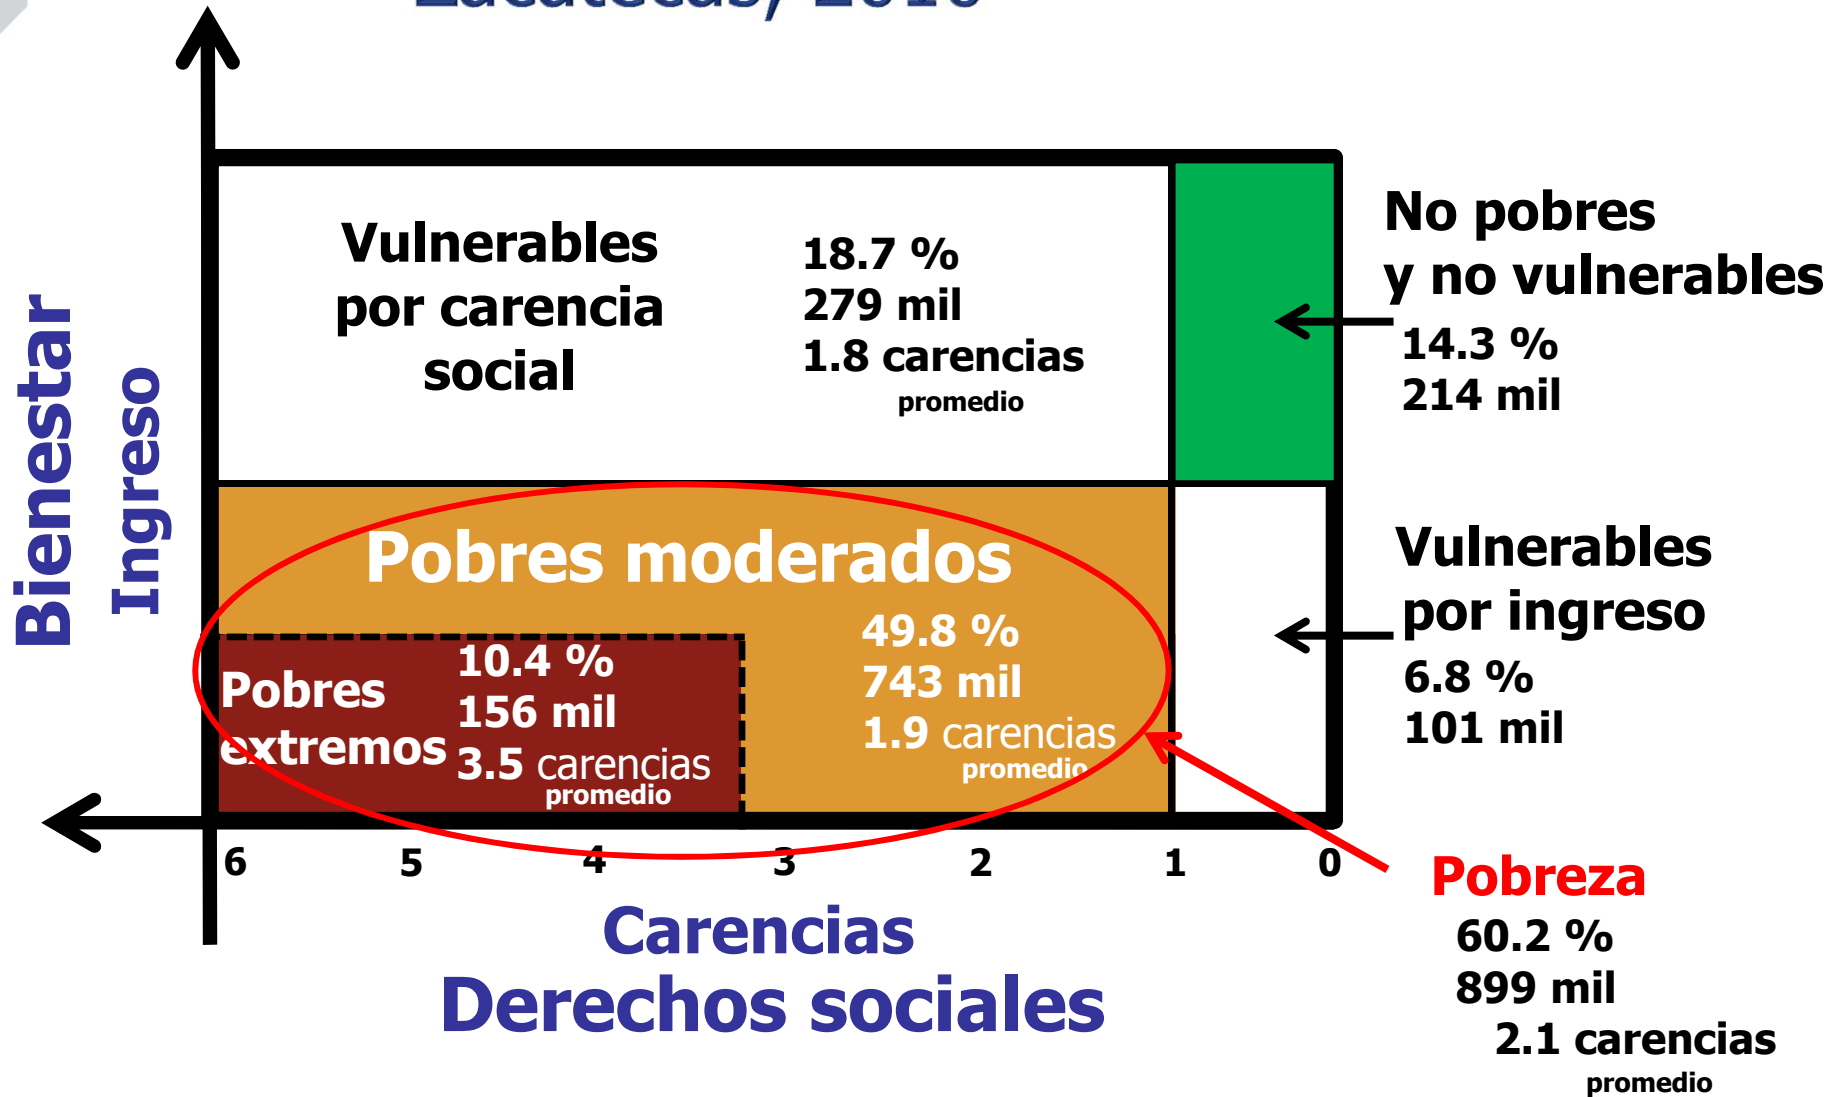 Zacatecas, 2010
Bienestar
Ingreso
Vulnerables
por carencia
social
18.7 %
279 mil
1.8 carencias
promedio
No pobres
y no vulnerables
14.3 %
214 mil
Pobres moderados
49.8 %
743 mil
1.9 carencias
promedio
Pobres
extremos
10.4 %
156 mil
3.5 carencias
promedio
Vulnerables
por ingreso
6.8 %
101 mil
6 5 4 3 2 1 0
Carencias
Derechos sociales
Pobreza
60.2 %
899 mil
2.1 carencias
promedio